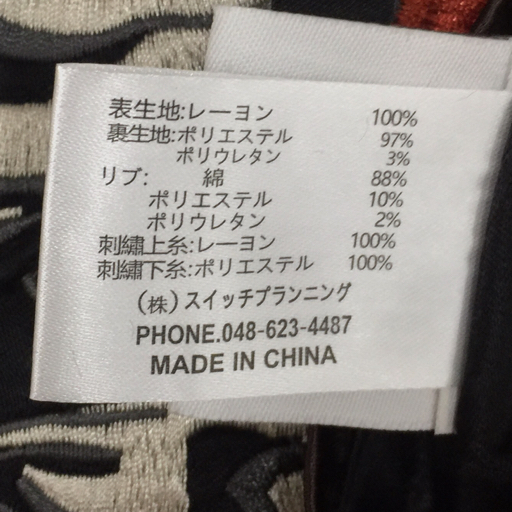 表生地:レーヨン 100%
裏生地:ポリエステル 97%
ポリウレタン 3%
リブ: 綿 88%
ポリエステル 10%
ポリウレタン 2%
刺繍上糸:レーヨン 100%
刺繍下糸:ポリエステル 100%
(株)スイッチプランニング
PHONE.048-623-4487
MADE IN CHINA